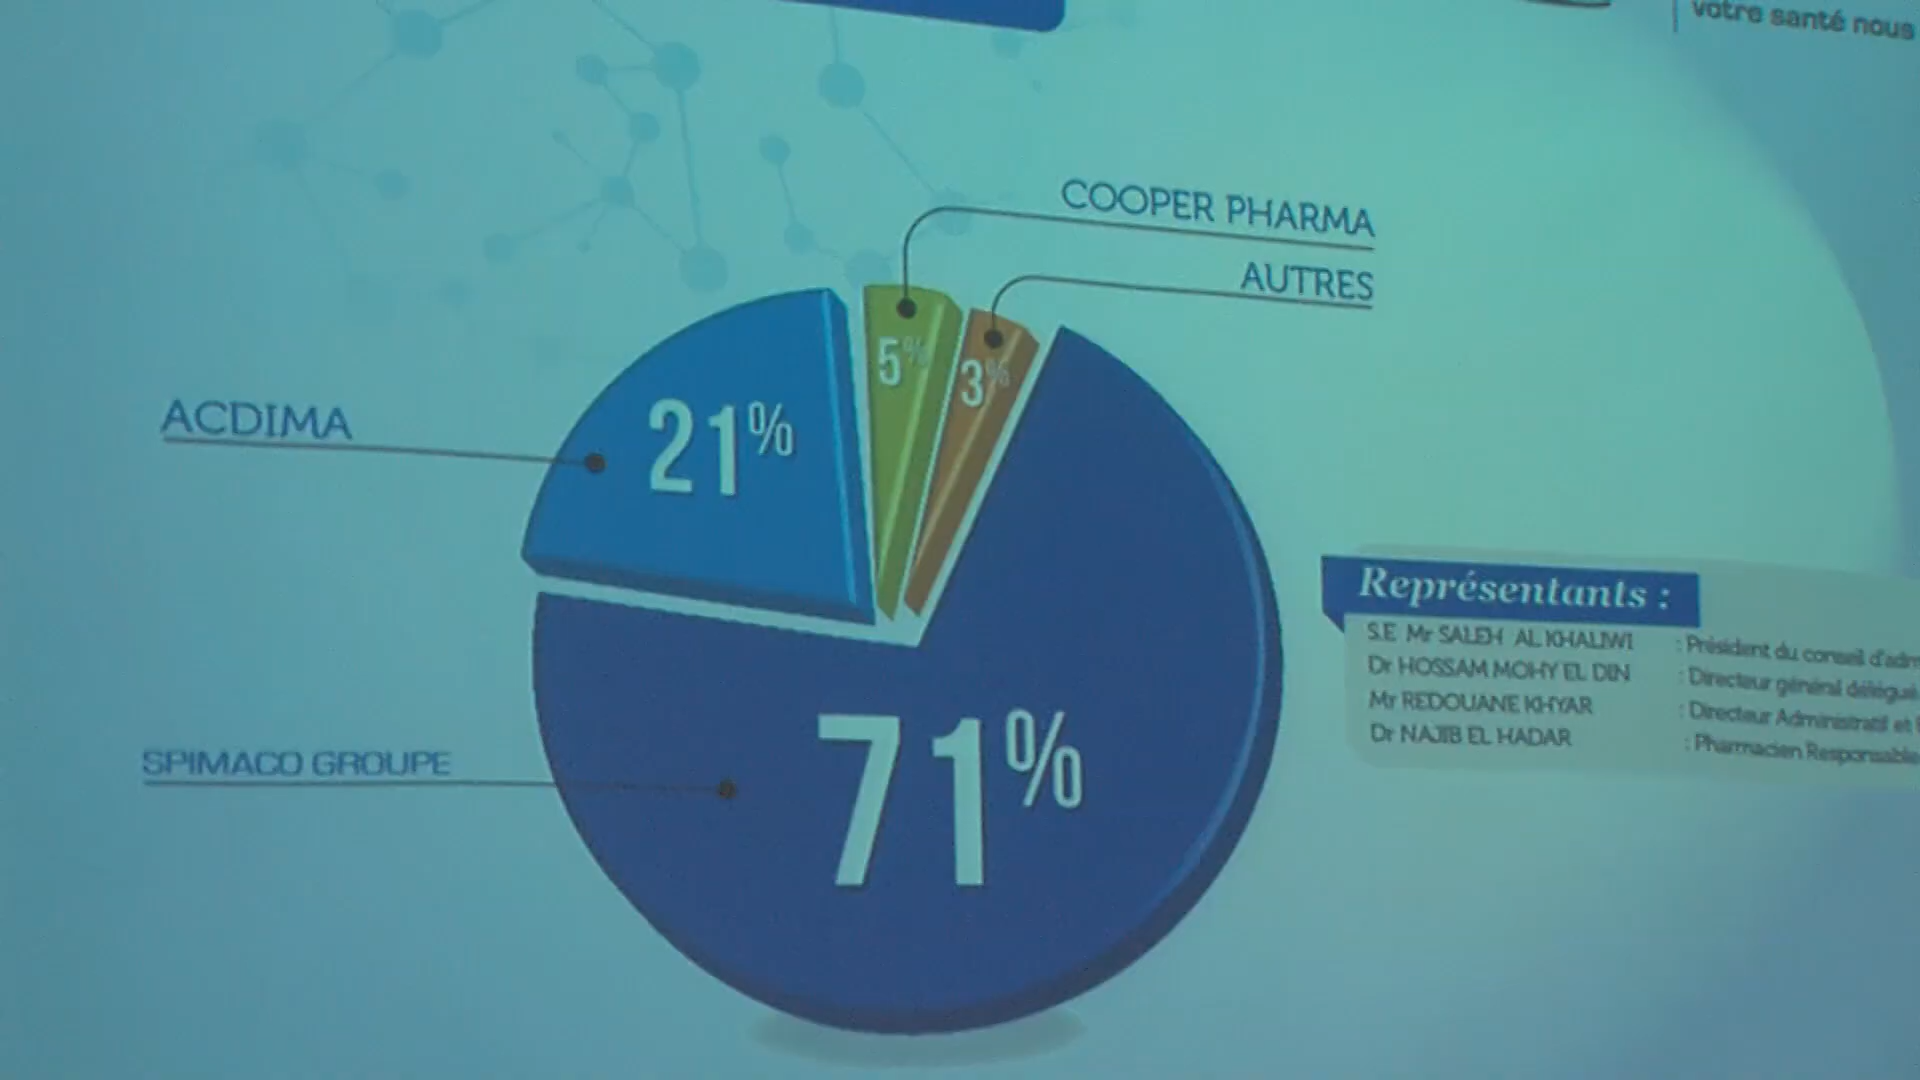 votre santé nous
COOPER PHARMA
AUTRES
5%
3%
ACDIMA
21%
SPIMACO GROUPE
71%
Représentants :
S.E Mr SALEH AL KHALIWI : Président du conseil d'adm
Dr HOSSAM MOHY EL DIN : Directeur général délégué
Mr REDOUANE KHYAR : Directeur Administratif et
Dr NAJIB EL HADAR : Pharmacien Responsable